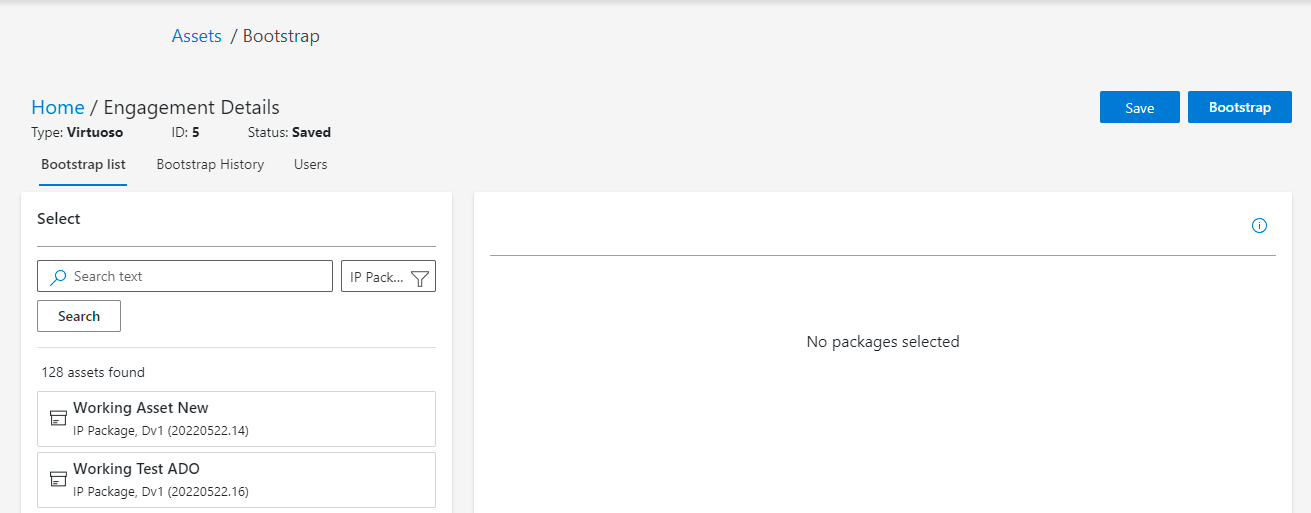 Assets / Bootstrap
Home / Engagement Details
Save
Bootstrap
Type: Virtuoso ID: 5 Status: Saved
Bootstrap list Bootstrap History Users
Select
Search text
IP Pack...
Search
128 assets found
Working Asset New
IP Package, Dv1 (20220522.14)
Working Test ADO
IP Package, Dv1 (20220522.16)
No packages selected